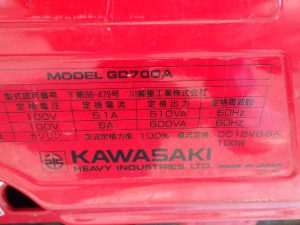 MODEL GD700A
型式認可番号 第96-478号 川崎重工業株式会社
定格電圧 定格電流 定格出力 定格周波数
100V 5.1A 510VA 50Hz
100V 6A 600VA 60Hz
ガソリン 交流定格力率 100% 直流定格 DC12V8.5A
100W
KAWASAKI
HEAVY INDUSTRIES, LTD.
MADE IN JAPAN